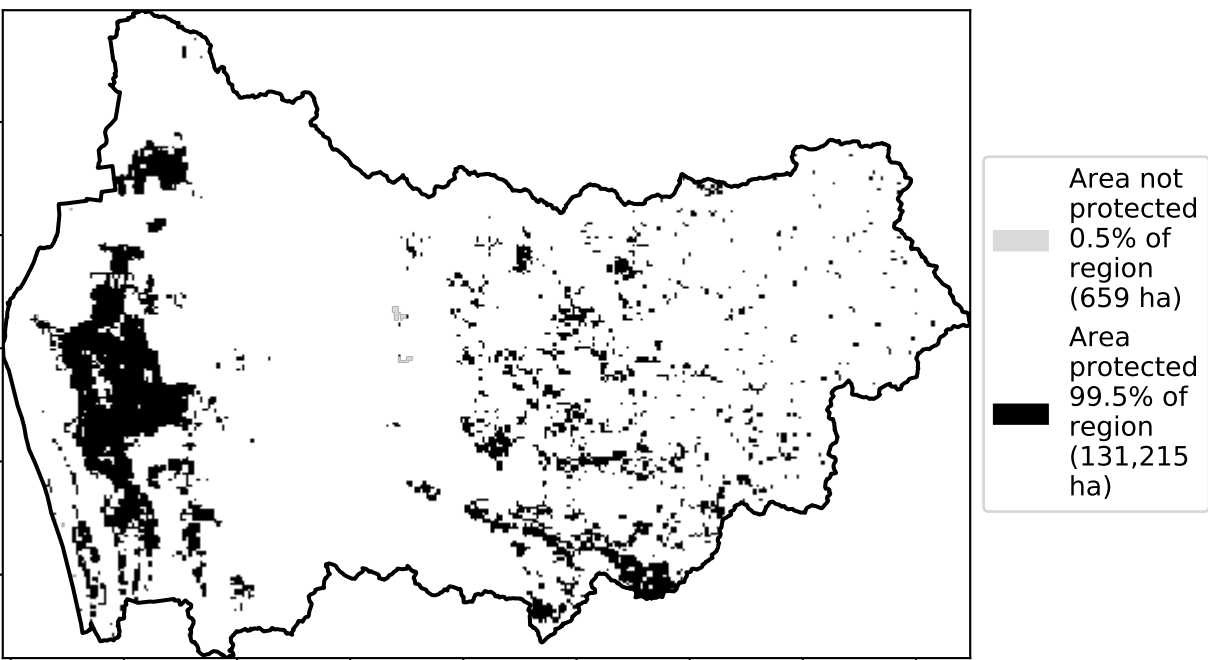 Area not
protected
0.5% of
region
(659 ha)
Area
protected
99.5% of
region
(131,215
ha)